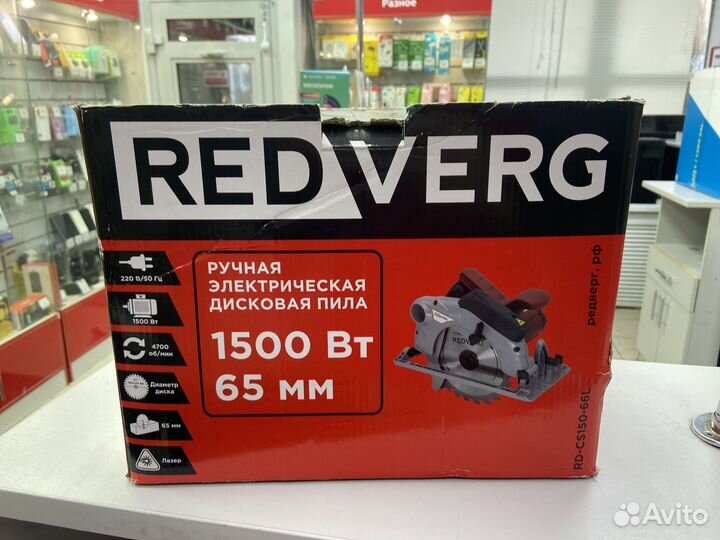 Разное
REDVERG
РУЧНАЯ
ЭЛЕКТРИЧЕСКАЯ
ДИСКОВАЯ ПИЛА
1500 Вт
65 мм
220 В/50 Гц
1500 Вт
4700
об/мин
Диаметр
диска
65 мм
Лазер
REDVERG
редверг.рф
RD-CS150-66L
Avito